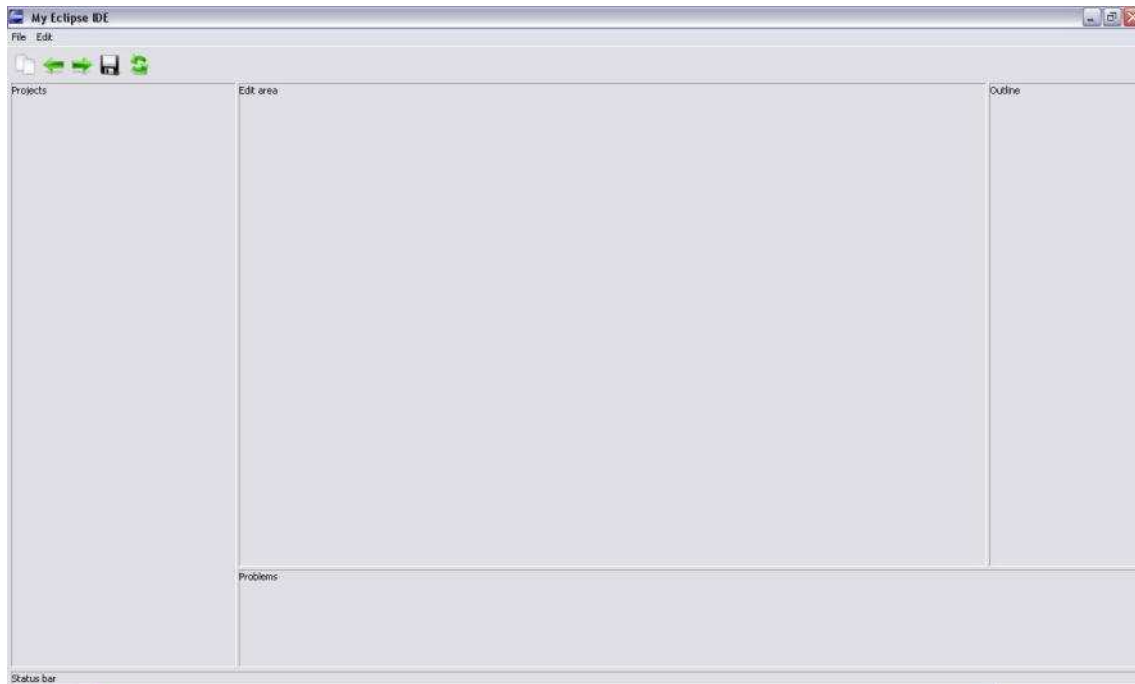 My Eclipse IDE
File Edit
Projects
Edit area
Outline
Problems
Status bar